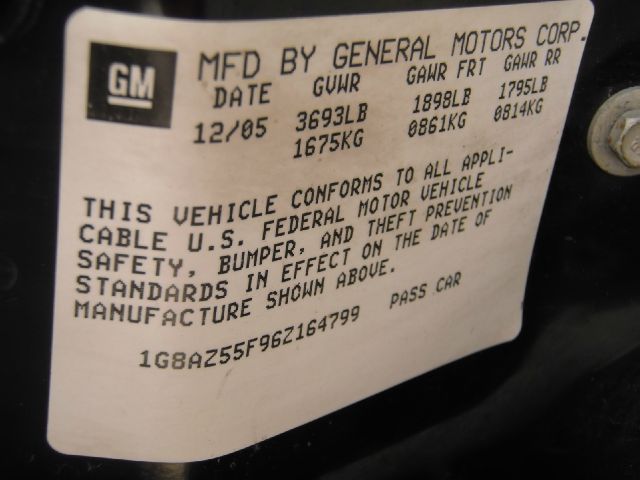 GM
MFD BY GENERAL MOTORS CORP.
DATE GVWR GAWR FRT GAWR RR
12/05 3693LB 1898LB 1795LB
1675KG 0861KG 0814KG
THIS VEHICLE CONFORMS TO ALL APPLI-
CABLE U.S. FEDERAL MOTOR VEHICLE
SAFETY, BUMPER, AND THEFT PREVENTION
STANDARDS IN EFFECT ON THE DATE OF
MANUFACTURE SHOWN ABOVE.
1G8AZ55F96Z164799 PASS CAR